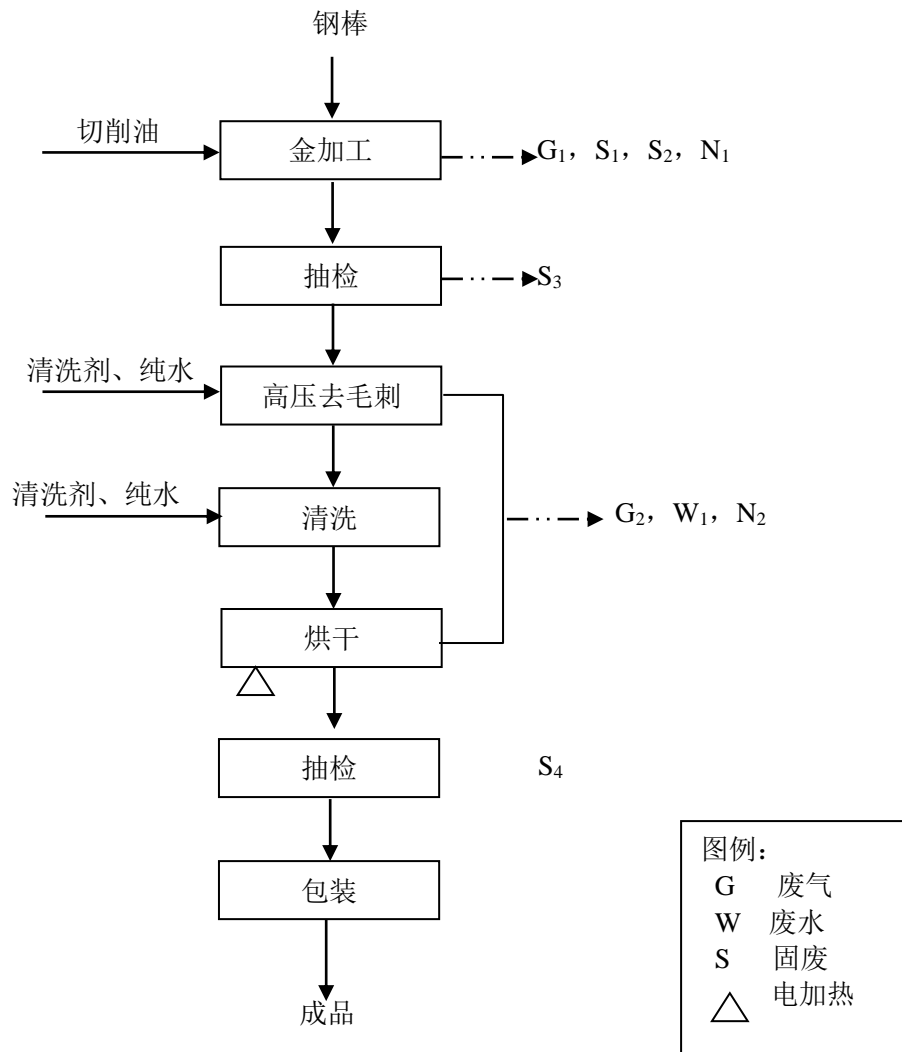 钢棒
切削油
金加工
G₁，S₁，S₂，N₁
抽检
S₃
清洗剂、纯水
高压去毛刺
清洗剂、纯水
清洗
G₂，W₁，N₂
烘干
抽检
S₄
包装
成品
图例：
G 废气
W 废水
S 固废
电加热